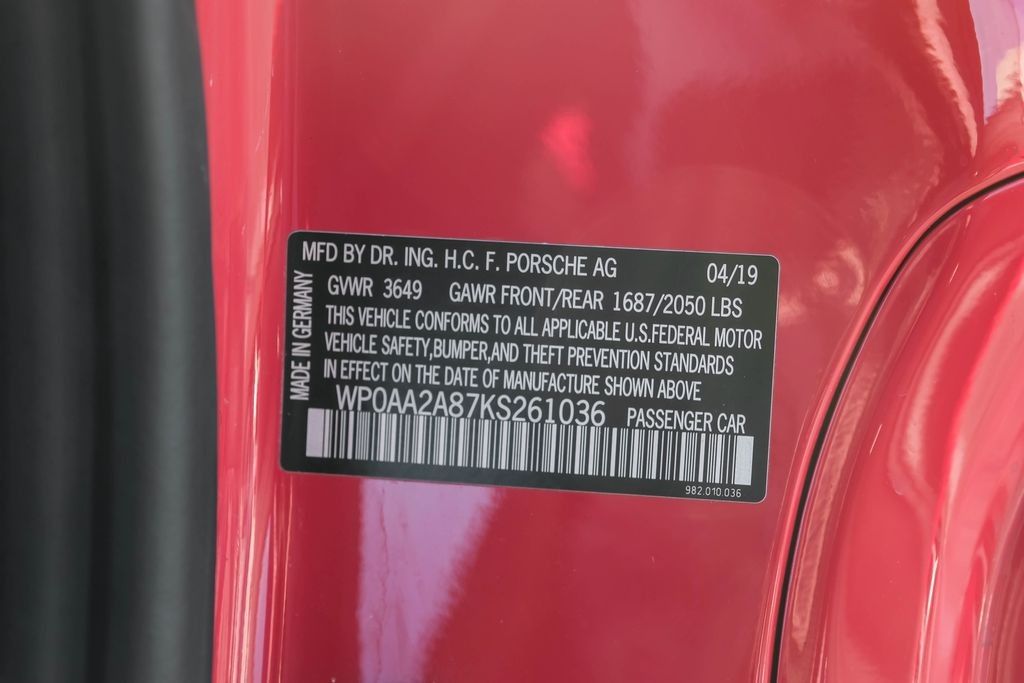 MFD BY DR. ING. H.C. F. PORSCHE AG 04/19
MADE IN GERMANY
GVWR 3649 GAWR FRONT/REAR 1687/2050 LBS
THIS VEHICLE CONFORMS TO ALL APPLICABLE U.S.FEDERAL MOTOR
VEHICLE SAFETY,BUMPER,AND THEFT PREVENTION STANDARDS
IN EFFECT ON THE DATE OF MANUFACTURE SHOWN ABOVE
WP0AA2A87KS261036 PASSENGER CAR
982.010.036